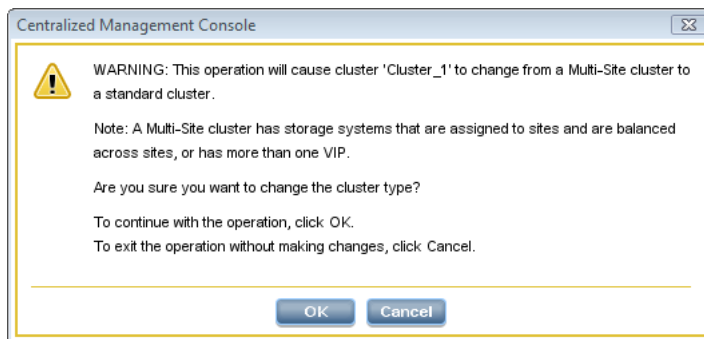 Centralized Management Console
WARNING: This operation will cause cluster 'Cluster_1' to change from a Multi-Site cluster to
a standard cluster.
Note: A Multi-Site cluster has storage systems that are assigned to sites and are balanced
across sites, or has more than one VIP.
Are you sure you want to change the cluster type?
To continue with the operation, click OK.
To exit the operation without making changes, click Cancel.
OK
Cancel